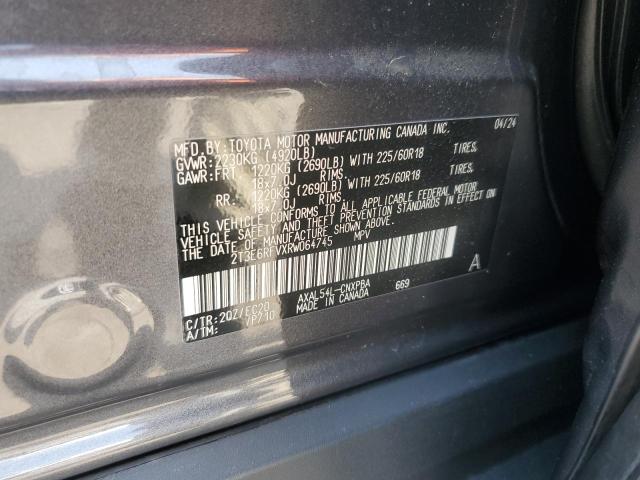 MFD. BY: TOYOTA MOTOR MANUFACTURING CANADA INC. 04/24
GVWR: 2230KG (4920LB)
GAWR: FRT 1220KG (2690LB) WITH 225/60R18 TIRES,
18x7.0J RIMS.
RR. 1220KG (2690LB) WITH 225/60R18 TIRES,
18x7.0J RIMS.
THIS VEHICLE CONFORMS TO ALL APPLICABLE FEDERAL MOTOR
VEHICLE SAFETY AND THEFT PREVENTION STANDARDS IN EFFECT
ON THE DATE OF MANUFACTURE SHOWN ABOVE.
2T3E6RFVXRW064745 MPV
A
C/TR: 20Z/EC20 AXAL54L-CNXPBA 669
A/TM: /P710 MADE IN CANADA